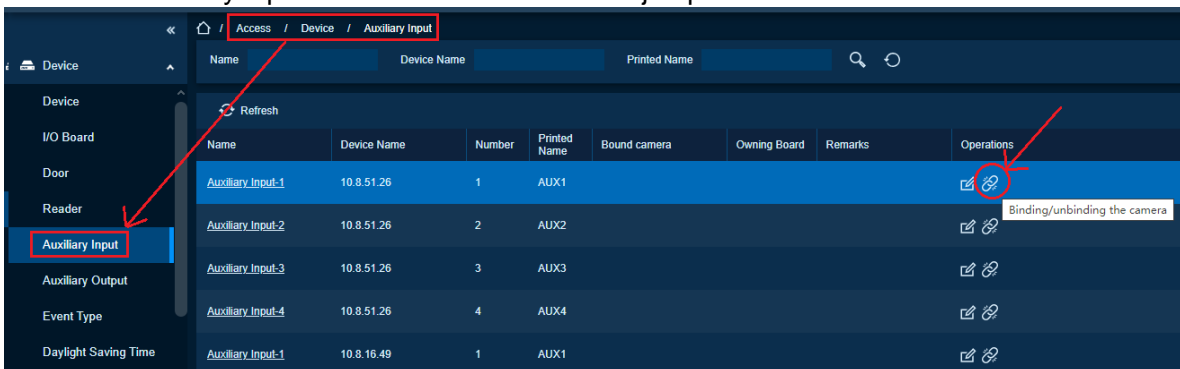 « / Access / Device / Auxiliary Input
Device
Name Device Name Printed Name
Device
I/O Board
Door
Reader
Auxiliary Input
Auxiliary Output
Event Type
Daylight Saving Time
Refresh
Name Device Name Number Printed Name Bound camera Owning Board Remarks Operations
Auxiliary Input-1 10.8.51.26 1 AUX1
Binding/unbinding the camera
Auxiliary Input-2 10.8.51.26 2 AUX2
Auxiliary Input-3 10.8.51.26 3 AUX3
Auxiliary Input-4 10.8.51.26 4 AUX4
Auxiliary Input-1 10.8.16.49 1 AUX1